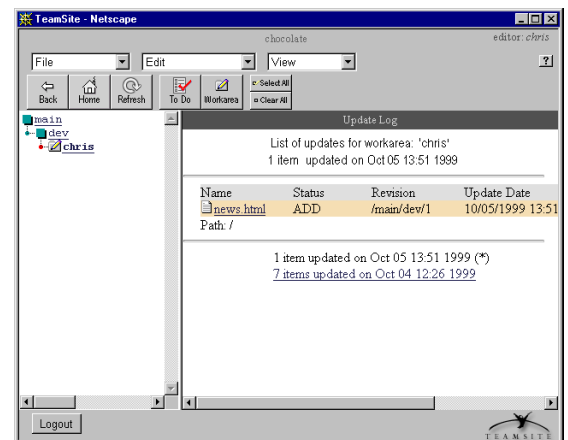 TeamSite - Netscape
chocolate
editor: chris
File Edit View ?
Back Home Refresh To Do Workarea Select All
Clear All
main
dev
chris
Update Log
List of updates for workarea: 'chris'
1 item updated on Oct 05 13:51 1999
Name Status Revision Update Date
news.html ADD /main/dev/1 10/05/1999 13:51
Path: /
1 item updated on Oct 05 13:51 1999 (*)
7 items updated on Oct 04 12:26 1999
Logout
TEAMSITE